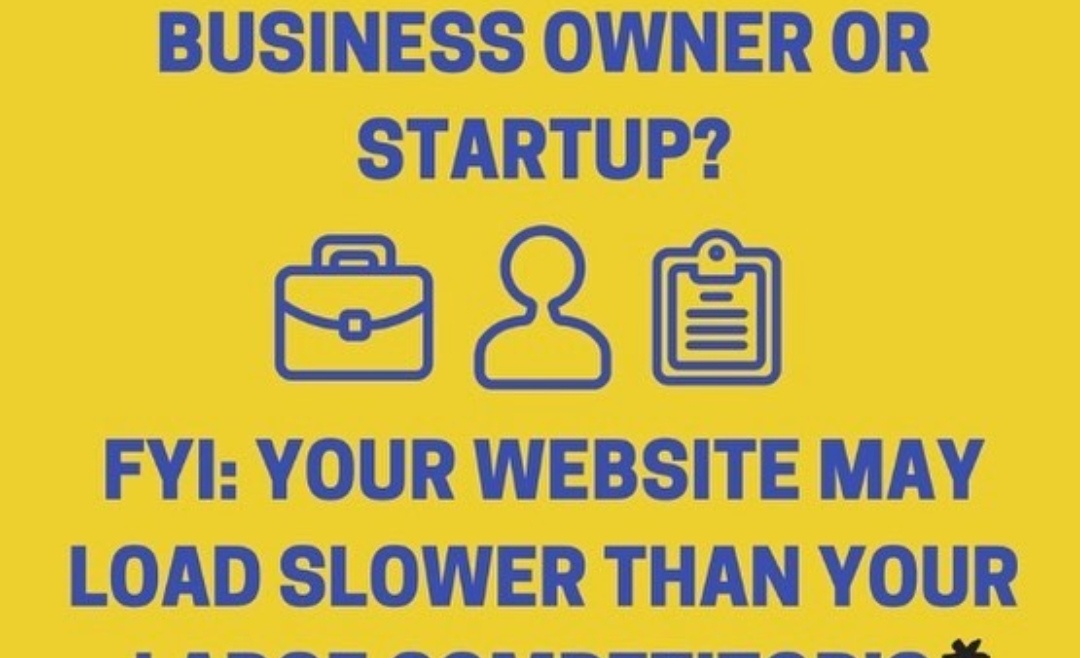 BUSINESS OWNER OR
STARTUP?
FYI: YOUR WEBSITE MAY
LOAD SLOWER THAN YOUR